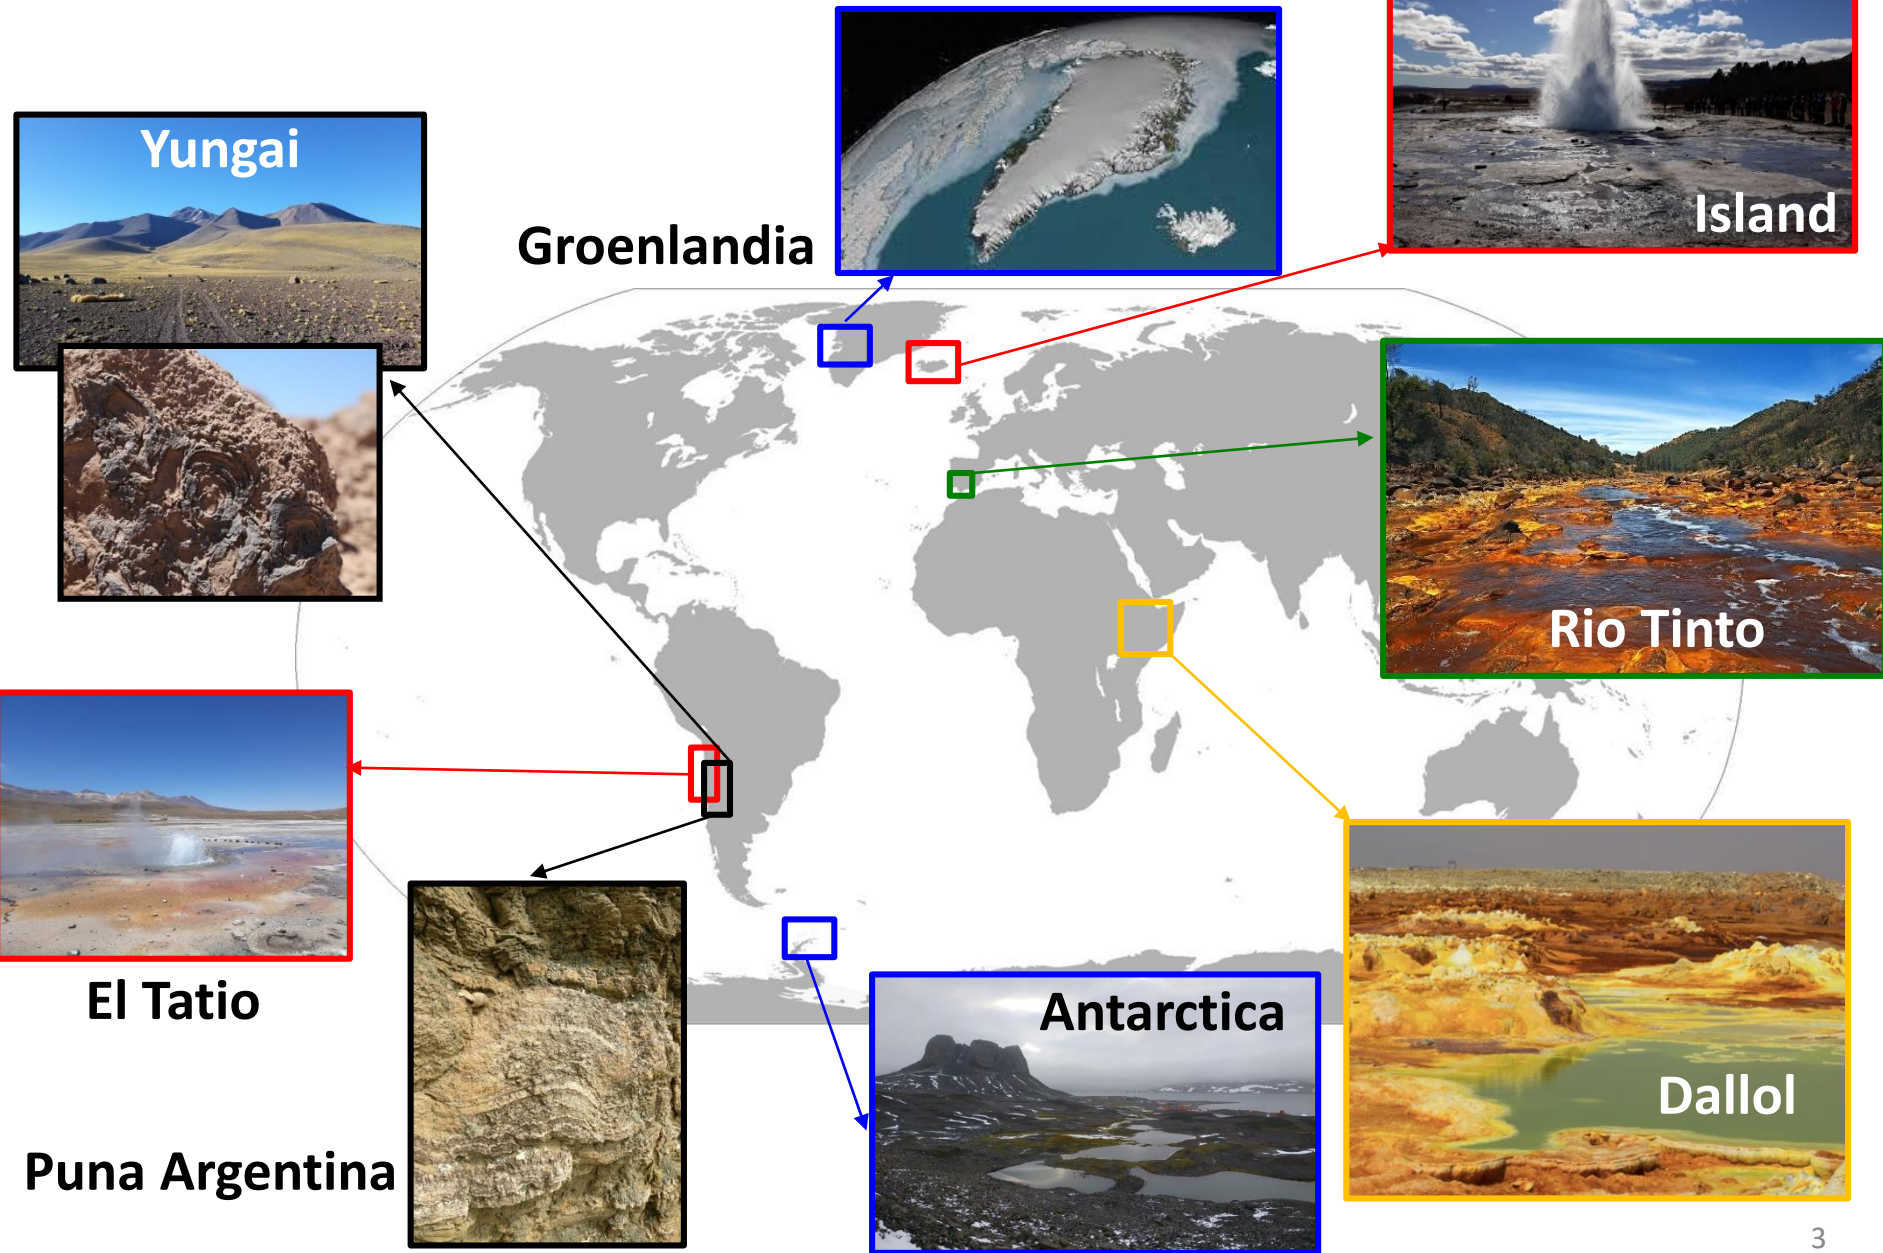 Yungai
Groenlandia
Island
Rio Tinto
El Tatio
Antarctica
Dallol
Puna Argentina
3